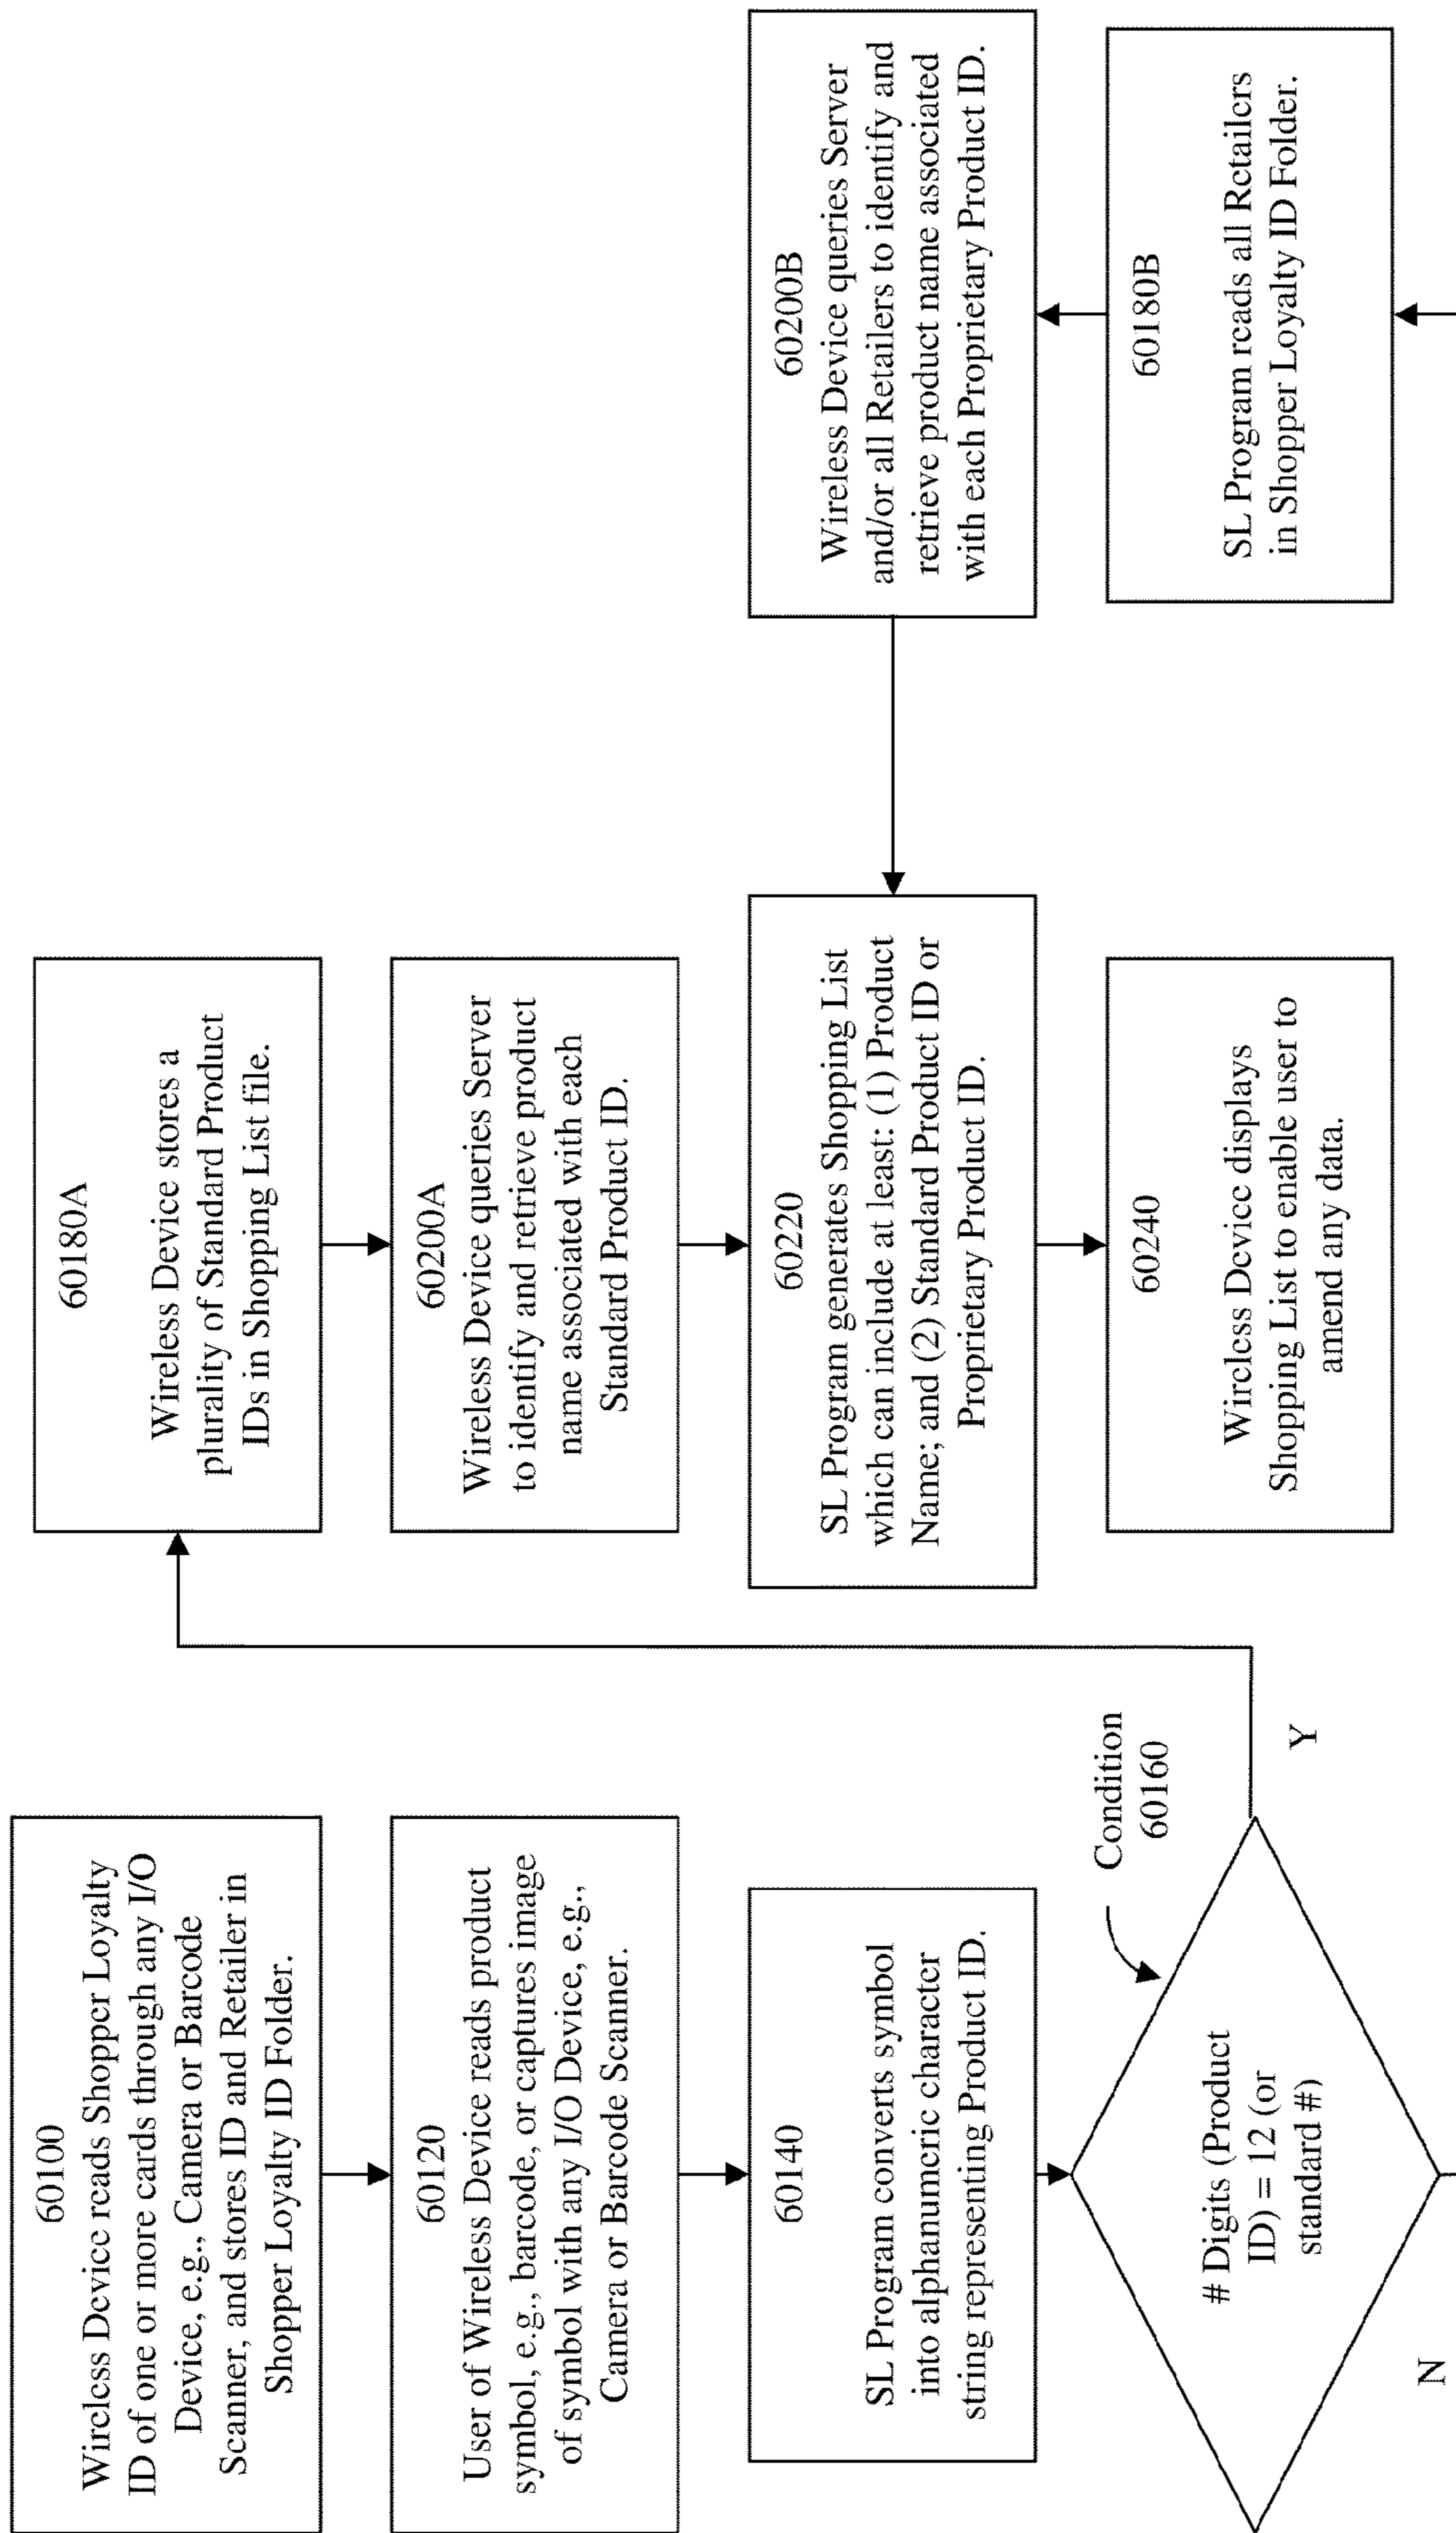 60100
Wireless Device reads Shopper Loyalty
ID of one or more cards through any I/O
Device, e.g., Camera or Barcode
Scanner, and stores ID and Retailer in
Shopper Loyalty ID Folder.
60120
User of Wireless Device reads product
symbol, e.g., barcode, or captures image
of symbol with any I/O Device, e.g.,
Camera or Barcode Scanner.
60140
SL Program converts symbol
into alphanumeric character
string representing Product ID.
Condition
60160
# Digits (Product
ID) = 12 (or
standard #)
Y
N
60180A
Wireless Device stores a
plurality of Standard Product
IDs in Shopping List file.
60200A
Wireless Device queries Server
to identify and retrieve product
name associated with each
Standard Product ID.
60220
SL Program generates Shopping List
which can include at least: (1) Product
Name; and (2) Standard Product ID or
Proprietary Product ID.
60240
Wireless Device displays
Shopping List to enable user to
amend any data.
60200B
Wireless Device queries Server
and/or all Retailers to identify and
retrieve product name associated
with each Proprietary Product ID.
60180B
SL Program reads all Retailers
in Shopper Loyalty ID Folder.